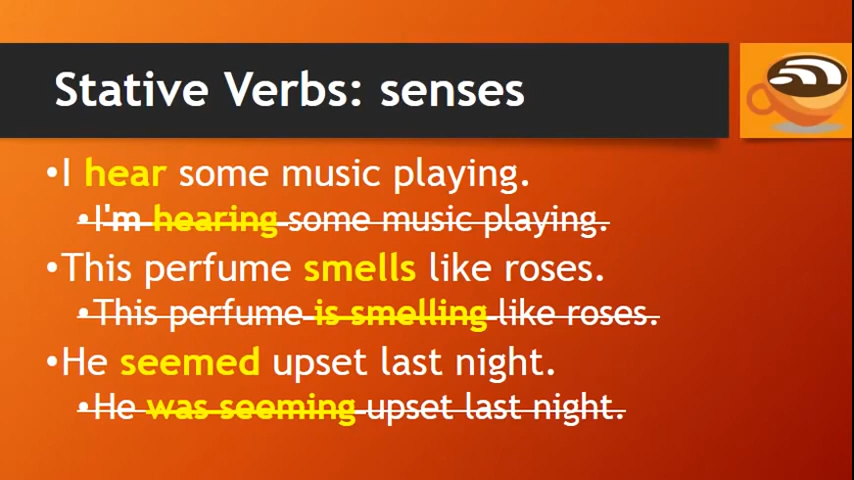 Stative Verbs: senses
•I hear some music playing.
•I'm hearing some music playing.
•This perfume smells like roses.
•This perfume is smelling like roses.
•He seemed upset last night.
•He was seeming upset last night.